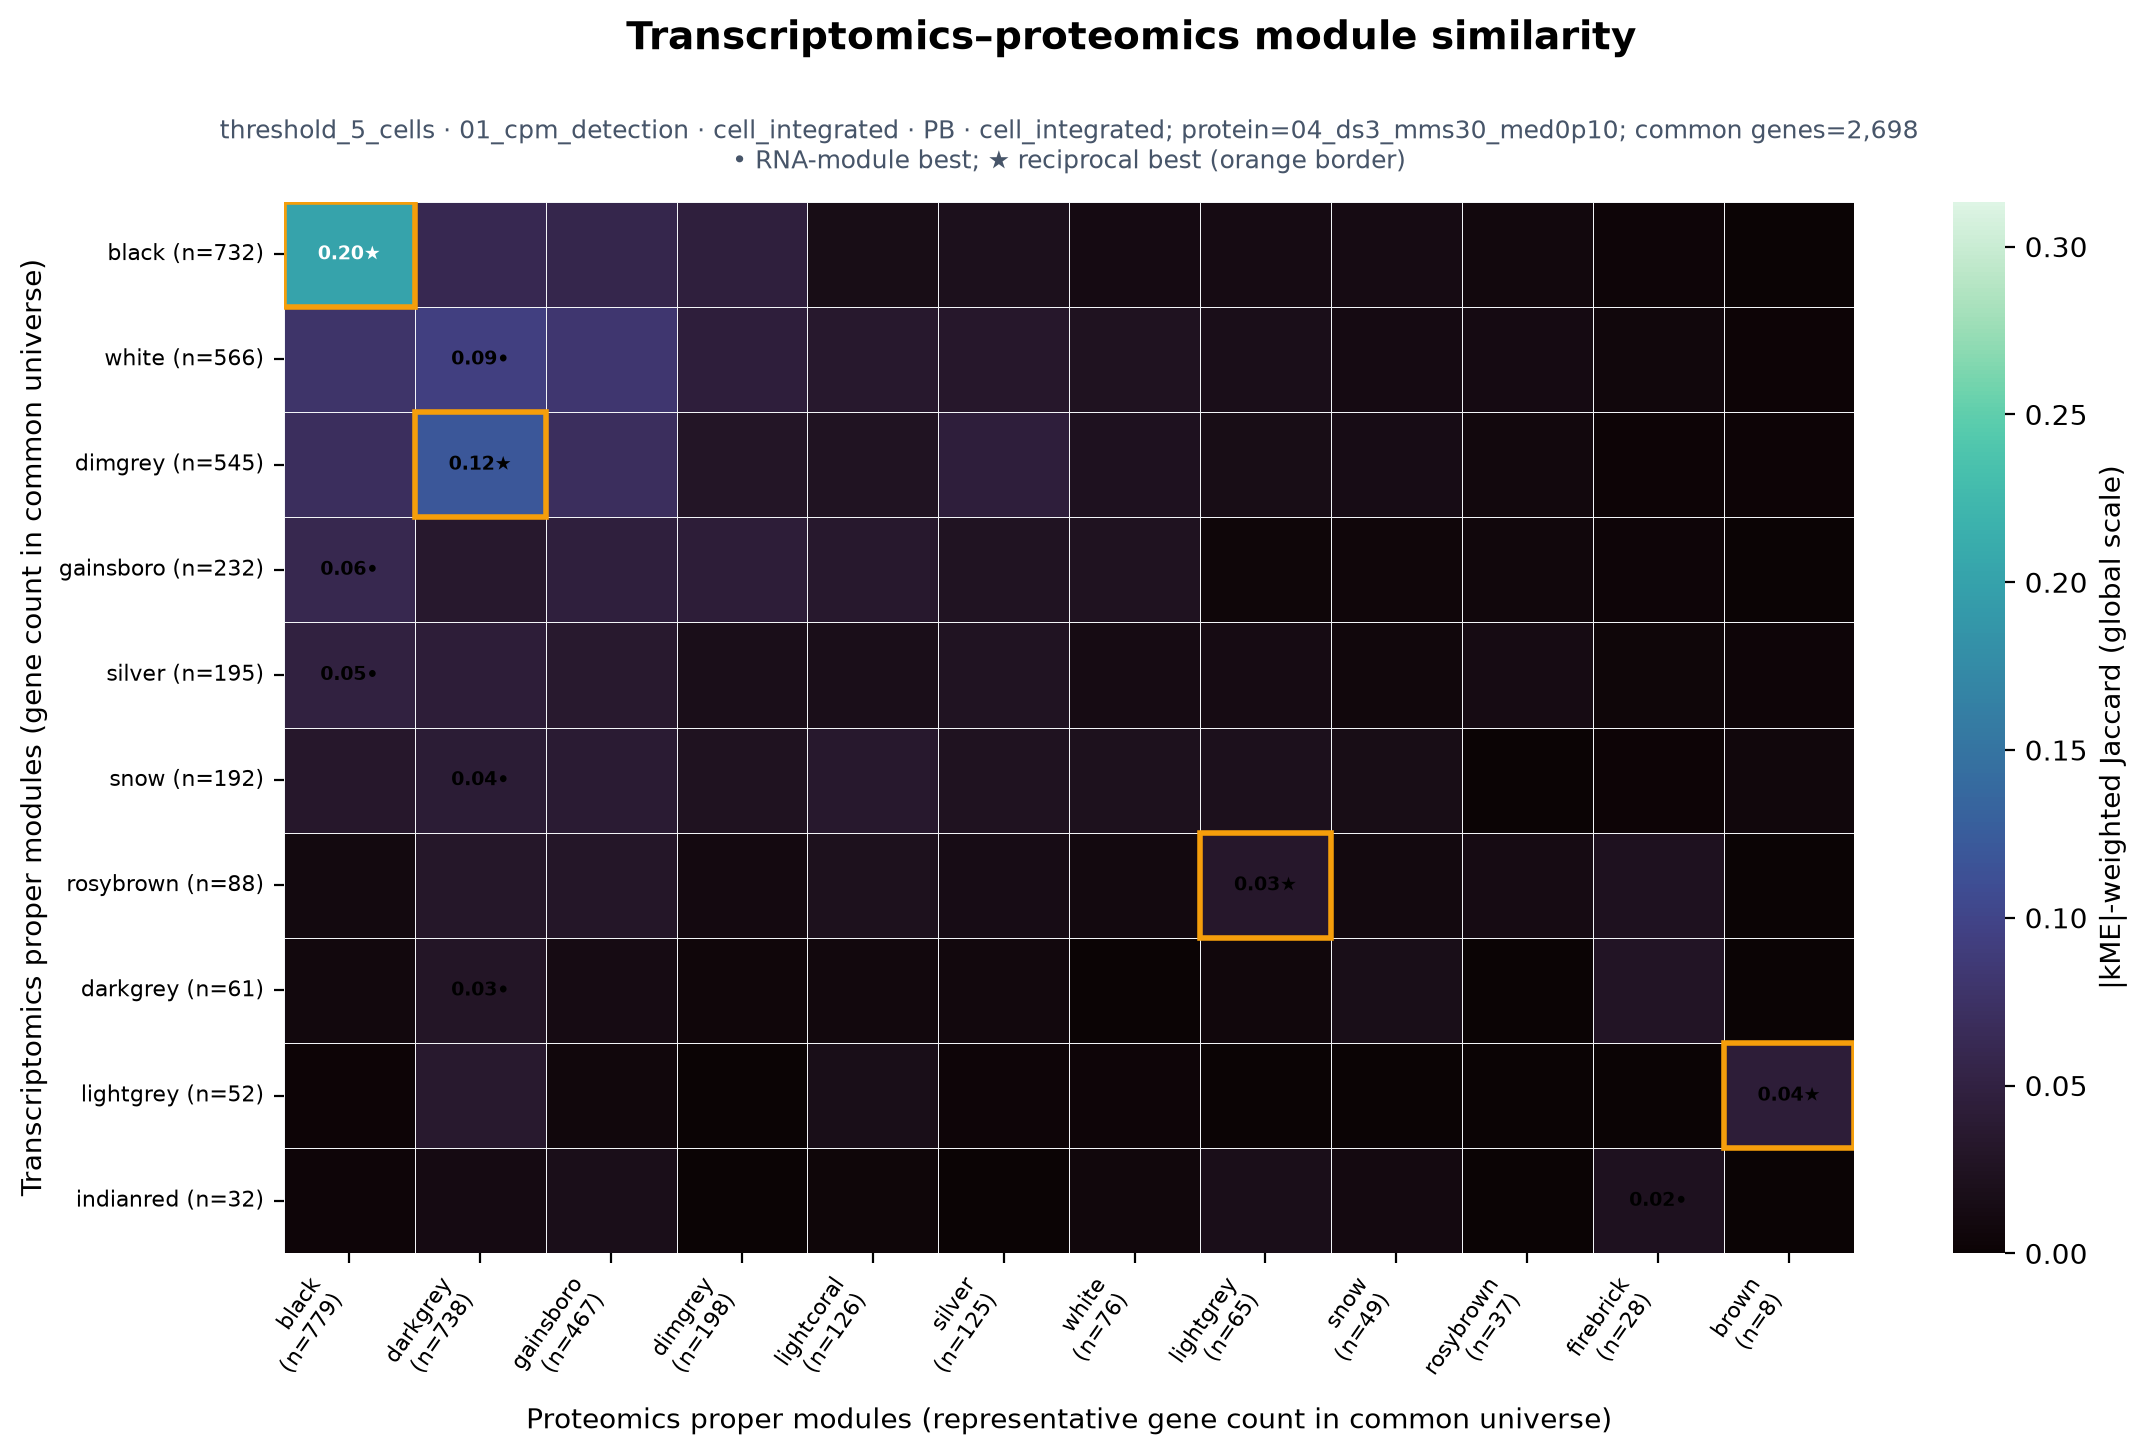 Transcriptomics–proteomics module similarity
threshold_5_cells · 01_cpm_detection · cell_integrated · PB · cell_integrated; protein=04_ds3_mms30_med0p10; common genes=2,698
• RNA-module best; ★ reciprocal best (orange border)
Transcriptomics proper modules (gene count in common universe)
black (n=732)
white (n=566)
dimgrey (n=545)
gainsboro (n=232)
silver (n=195)
snow (n=192)
rosybrown (n=88)
darkgrey (n=61)
lightgrey (n=52)
indianred (n=32)
0.20★
0.09•
0.12★
0.06•
0.05•
0.04•
0.03★
0.03•
0.04★
0.02•
black
(n=779)
darkgrey
(n=738)
gainsboro
(n=467)
dimgrey
(n=198)
lightcoral
(n=126)
silver
(n=125)
white
(n=76)
lightgrey
(n=65)
snow
(n=49)
rosybrown
(n=37)
firebrick
(n=28)
brown
(n=8)
Proteomics proper modules (representative gene count in common universe)
0.30
0.25
0.20
0.15
0.10
0.05
0.00
|kME|-weighted Jaccard (global scale)